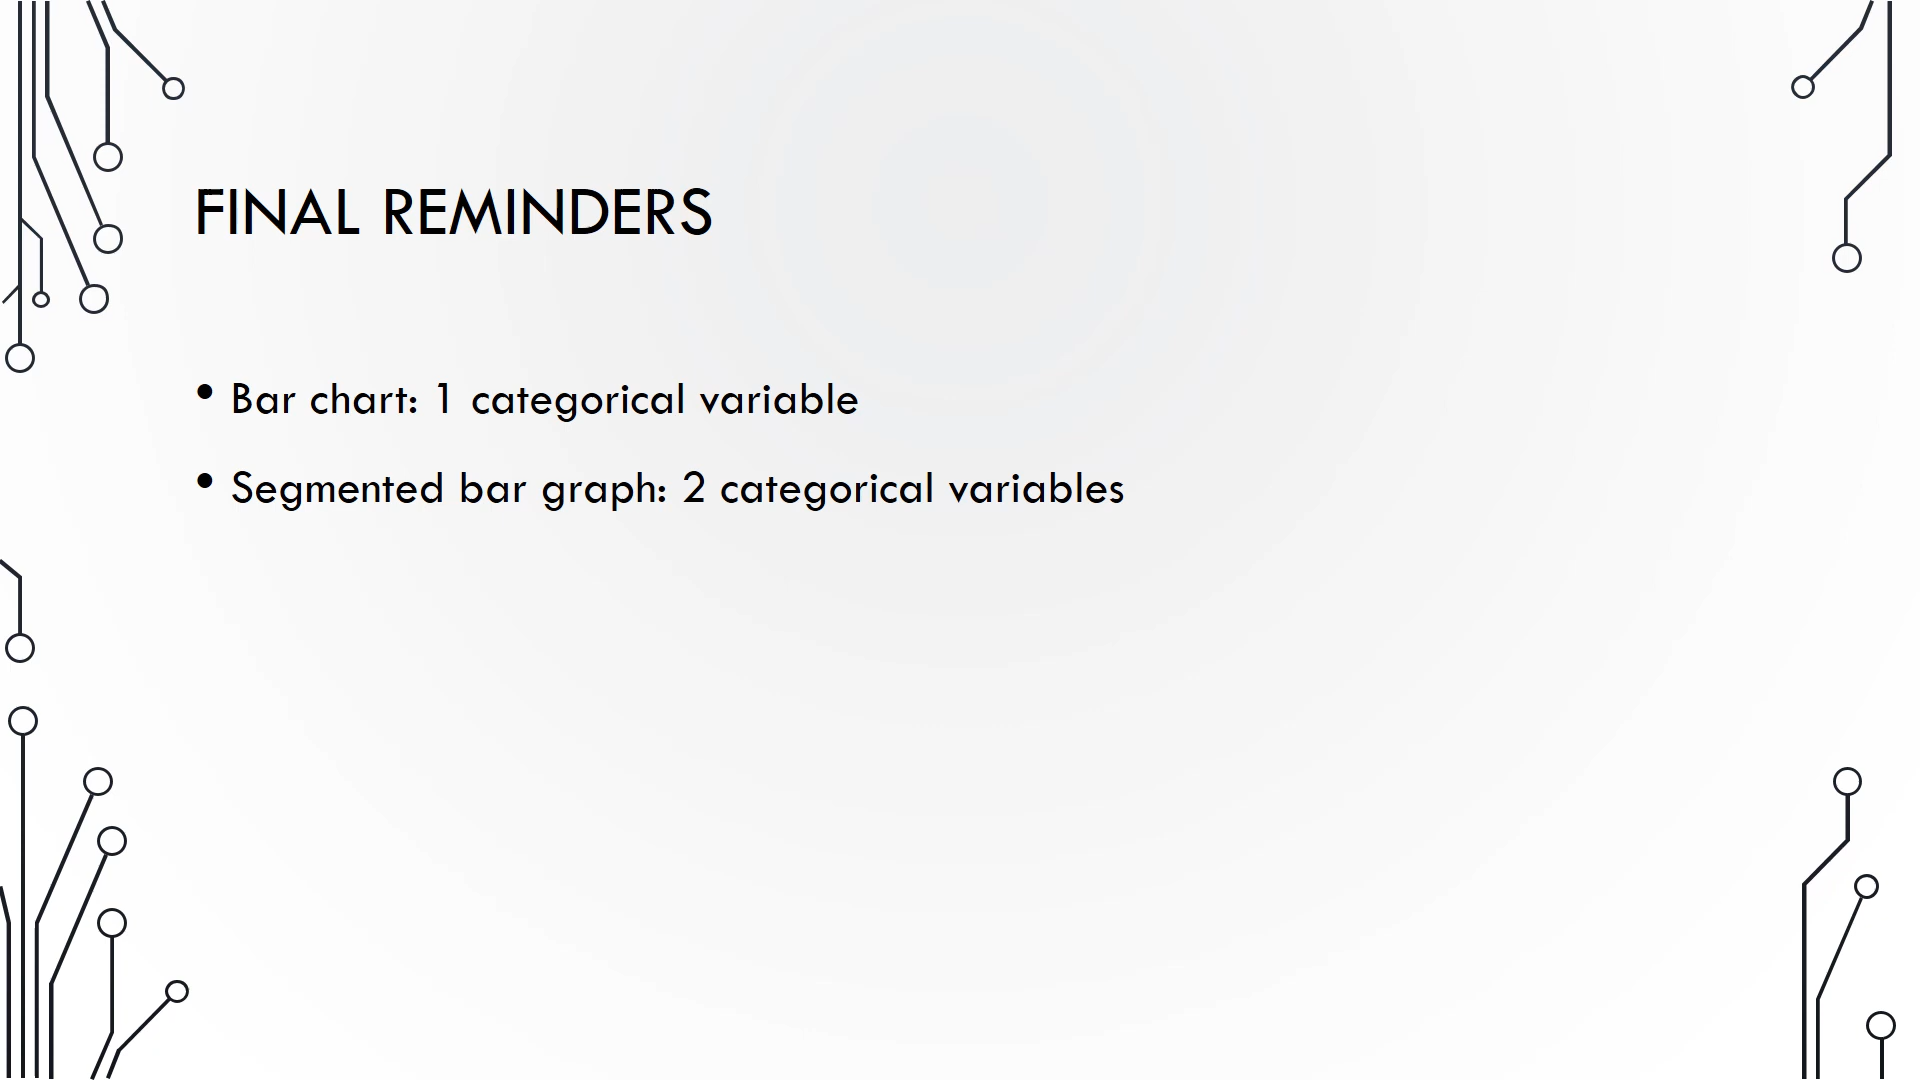 FINAL REMINDERS
• Bar chart: 1 categorical variable
• Segmented bar graph: 2 categorical variables